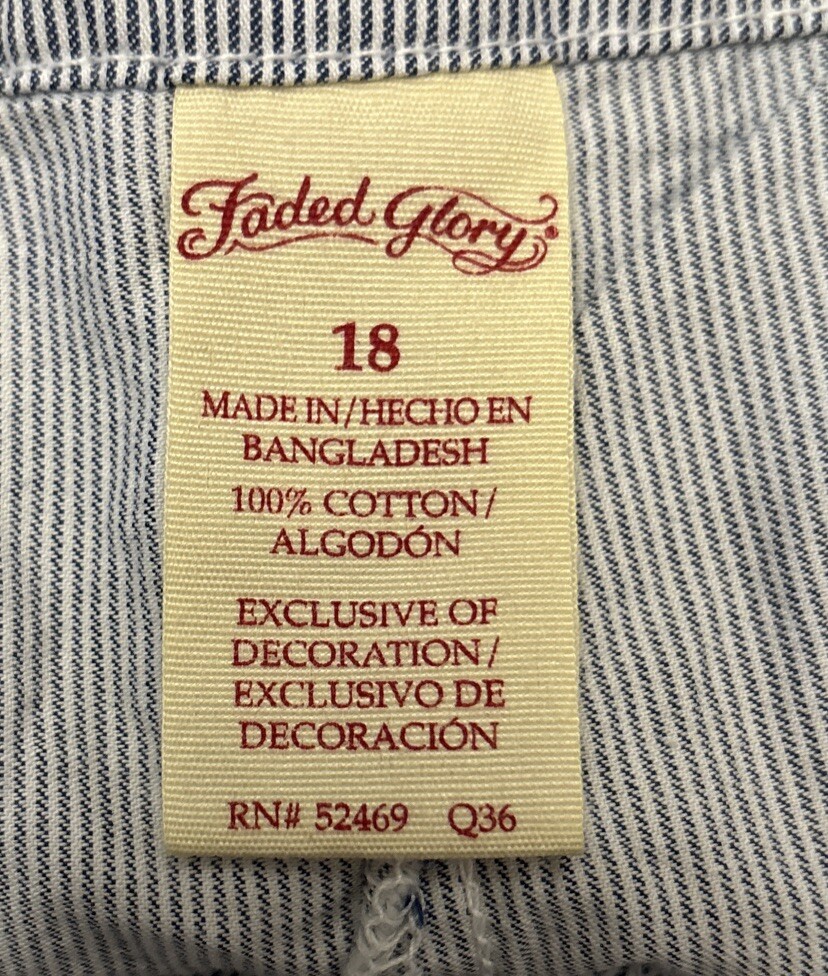 Faded Glory®
18
MADE IN/HECHO EN
BANGLADESH
100% COTTON/
ALGODÓN
EXCLUSIVE OF
DECORATION/
EXCLUSIVO DE
DECORACIÓN
RN# 52469 Q36